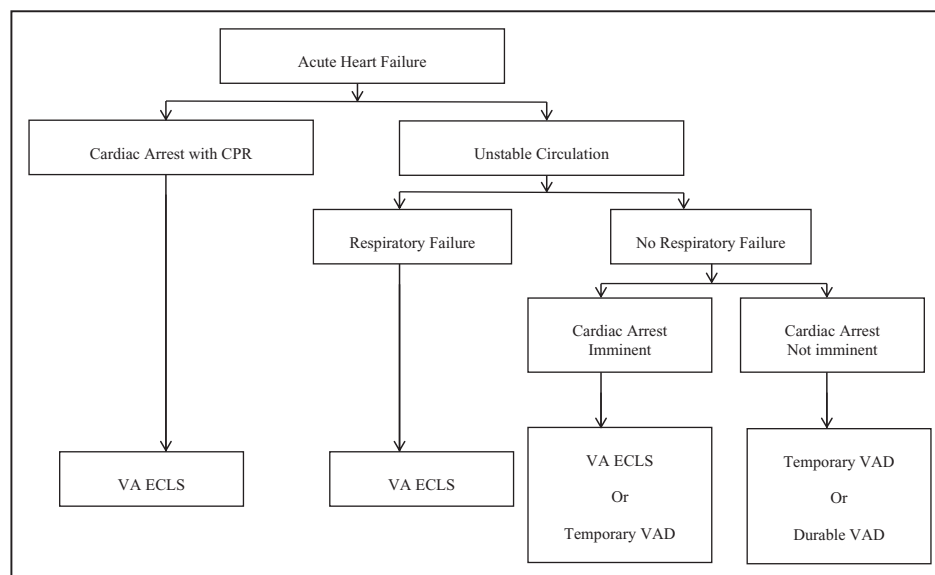 Acute Heart Failure
Cardiac Arrest with CPR
Unstable Circulation
Respiratory Failure
No Respiratory Failure
Cardiac Arrest
Imminent
Cardiac Arrest
Not imminent
VA ECLS
VA ECLS
VA ECLS
Or
Temporary VAD
Temporary VAD
Or
Durable VAD